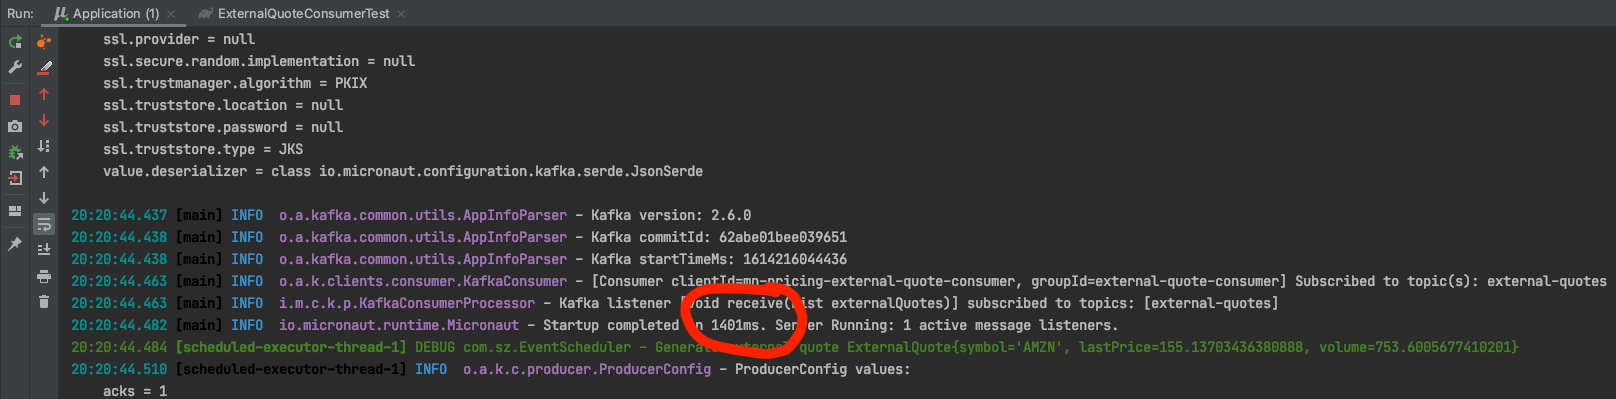 Run: Application (1) × ExternalQuoteConsumerTest ×
ssl.provider = null
ssl.secure.random.implementation = null
ssl.trustmanager.algorithm = PKIX
ssl.truststore.location = null
ssl.truststore.password = null
ssl.truststore.type = JKS
value.deserializer = class io.micronaut.configuration.kafka.serde.JsonSerde
20:20:44.437 [main] INFO o.a.kafka.common.utils.AppInfoParser - Kafka version: 2.6.0
20:20:44.438 [main] INFO o.a.kafka.common.utils.AppInfoParser - Kafka commitId: 62abe01bee039651
20:20:44.438 [main] INFO o.a.kafka.common.utils.AppInfoParser - Kafka startTimeMs: 1614216044436
20:20:44.463 [main] INFO o.a.k.clients.consumer.KafkaConsumer - [Consumer clientId=mn-pricing-external-quote-consumer, groupId=external-quote-consumer] Subscribed to topic(s): external-quotes
20:20:44.463 [main] INFO i.m.c.k.p.KafkaConsumerProcessor - Kafka listener [void receive(List externalQuotes)] subscribed to topics: [external-quotes]
20:20:44.482 [main] INFO io.micronaut.runtime.Micronaut - Startup completed in 1401ms. Server Running: 1 active message listeners.
20:20:44.484 [scheduled-executor-thread-1] DEBUG com.sz.EventScheduler - Generate external quote ExternalQuote{symbol='AMZN', lastPrice=155.13703436380888, volume=753.6005677410201}
20:20:44.510 [scheduled-executor-thread-1] INFO o.a.k.c.producer.ProducerConfig - ProducerConfig values:
acks = 1